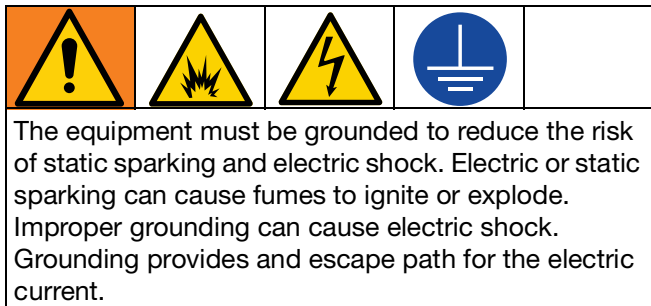 The equipment must be grounded to reduce the risk
of static sparking and electric shock. Electric or static
sparking can cause fumes to ignite or explode.
Improper grounding can cause electric shock.
Grounding provides and escape path for the electric
current.